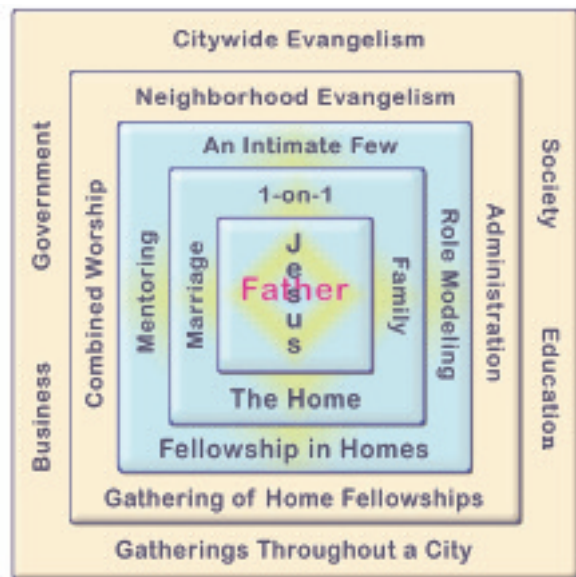 Citywide Evangelism
Government
Business
Society
Education
Gatherings Throughout a City
Neighborhood Evangelism
Combined Worship
Administration
Gathering of Home Fellowships
An Intimate Few
Mentoring
Role Modeling
Fellowship in Homes
1-on-1
Marriage
Family
The Home
Jesus
Father